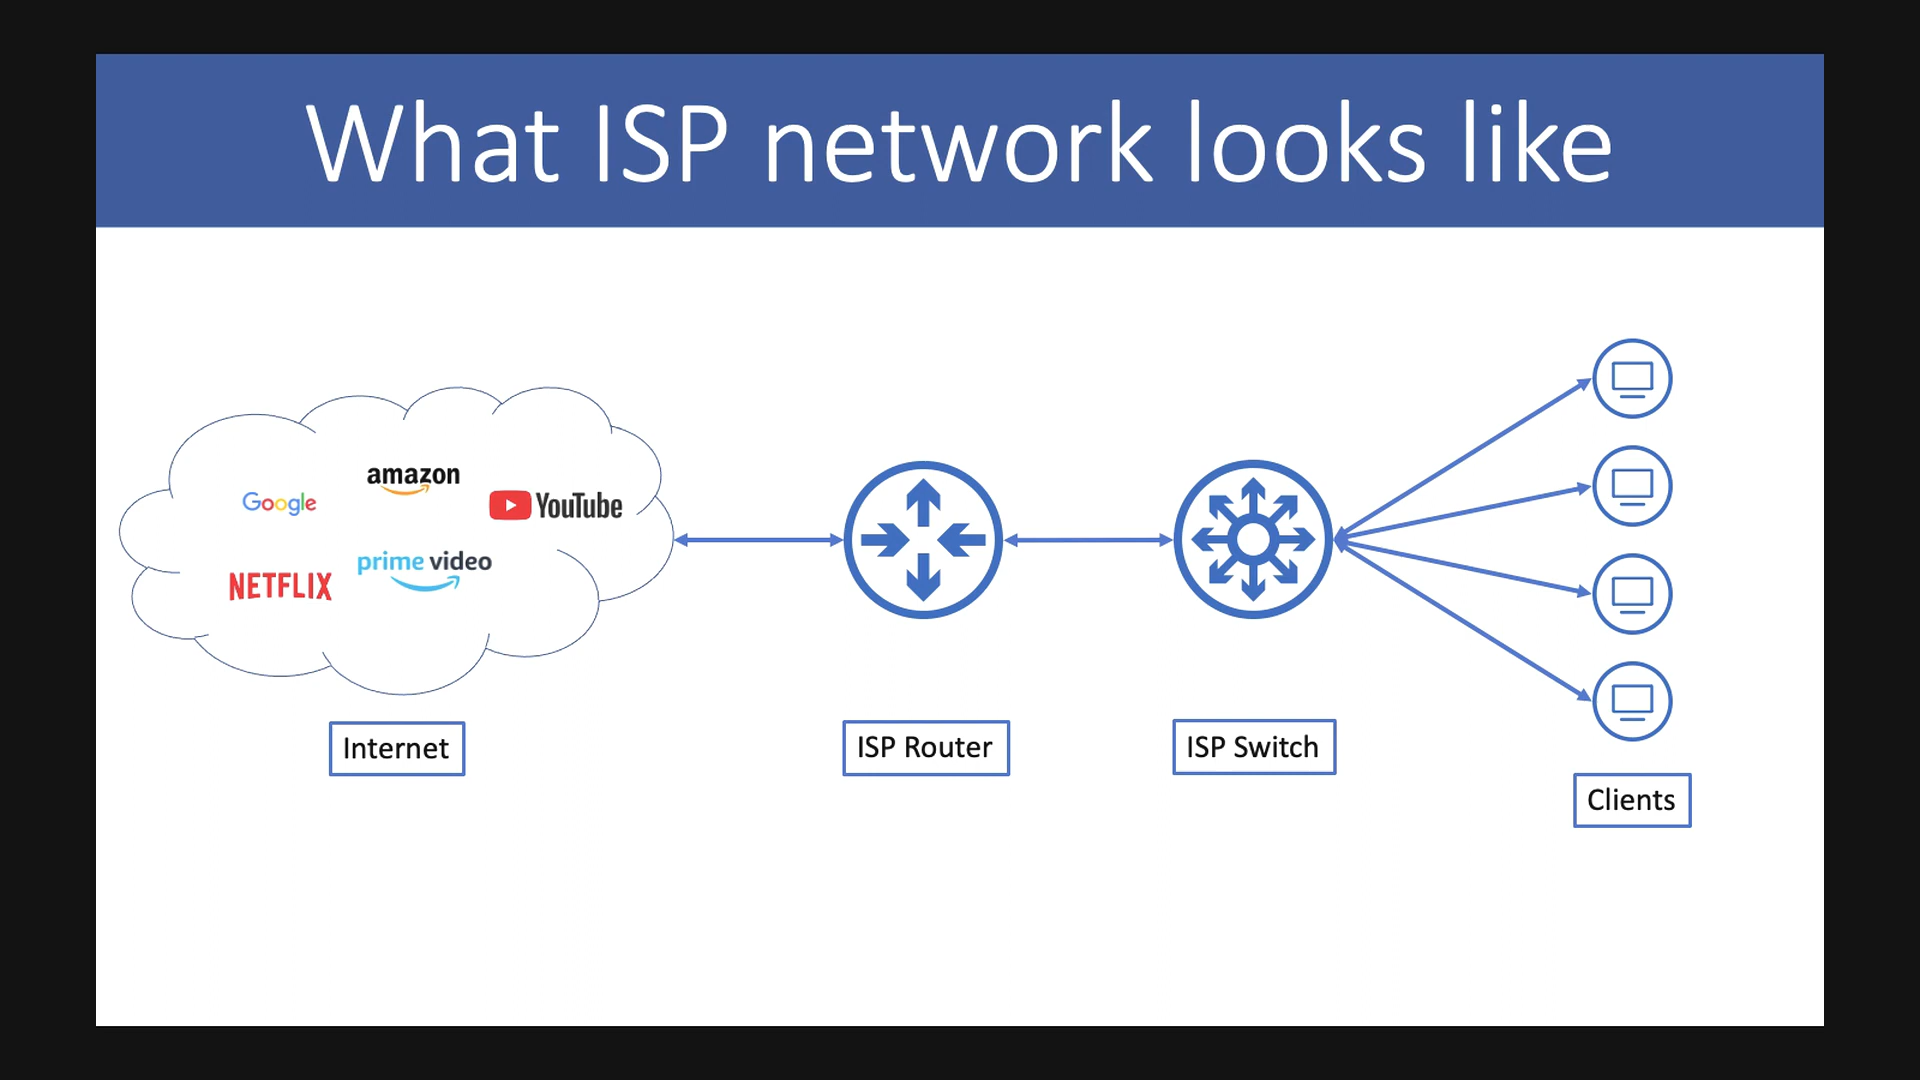 What ISP network looks like
amazon
Google
YouTube
prime video
NETFLIX
Internet
ISP Router
ISP Switch
Clients